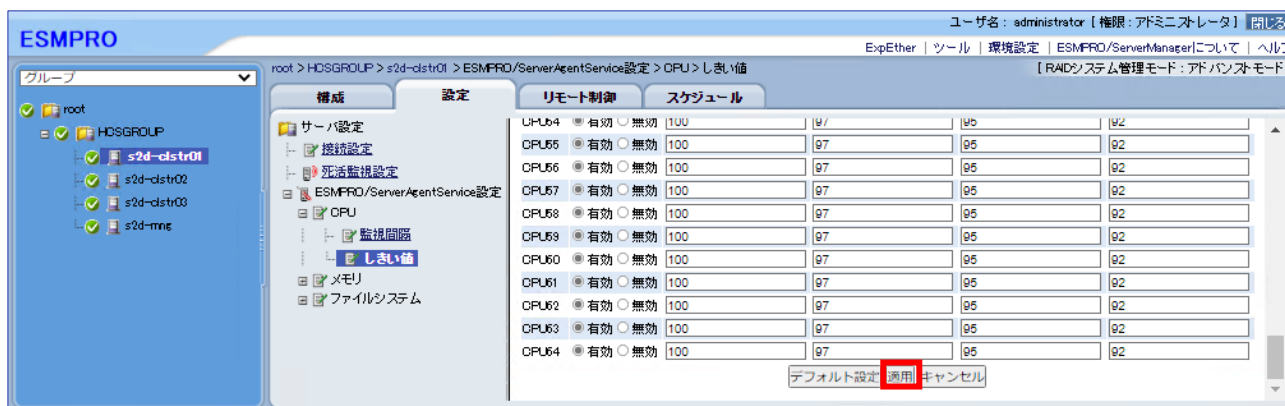 ユーザ名： administrator [ 権限：アドミニストレータ ] 閉じる
ESMPRO
ExpEther | ツール | 環境設定 | ESMPRO/ServerManagerについて |
グループ
root > HCSGROUP > s2d-clstr01 > ESMPRO/ServerAgentService設定 > CPU > しきい値
[ RAIDシステム管理モード：アドバンストモード
構成 設定 リモート制御 スケジュール
root
HCSGROUP
s2d-clstr01
s2d-clstr02
s2d-clstr03
s2d-mng
サーバ設定
接続設定
死活監視設定
ESMPRO/ServerAgentService設定
CPU
監視間隔
しきい値
メモリ
ファイルシステム
有効 無効 100 97 95 92
CPU55 有効 無効 100 97 95 92
CPU56 有効 無効 100 97 95 92
CPU57 有効 無効 100 97 95 92
CPU58 有効 無効 100 97 95 92
CPU59 有効 無効 100 97 95 92
CPU60 有効 無効 100 97 95 92
CPU61 有効 無効 100 97 95 92
CPU62 有効 無効 100 97 95 92
CPU63 有効 無効 100 97 95 92
CPU64 有効 無効 100 97 95 92
デフォルト設定 適用 キャンセル